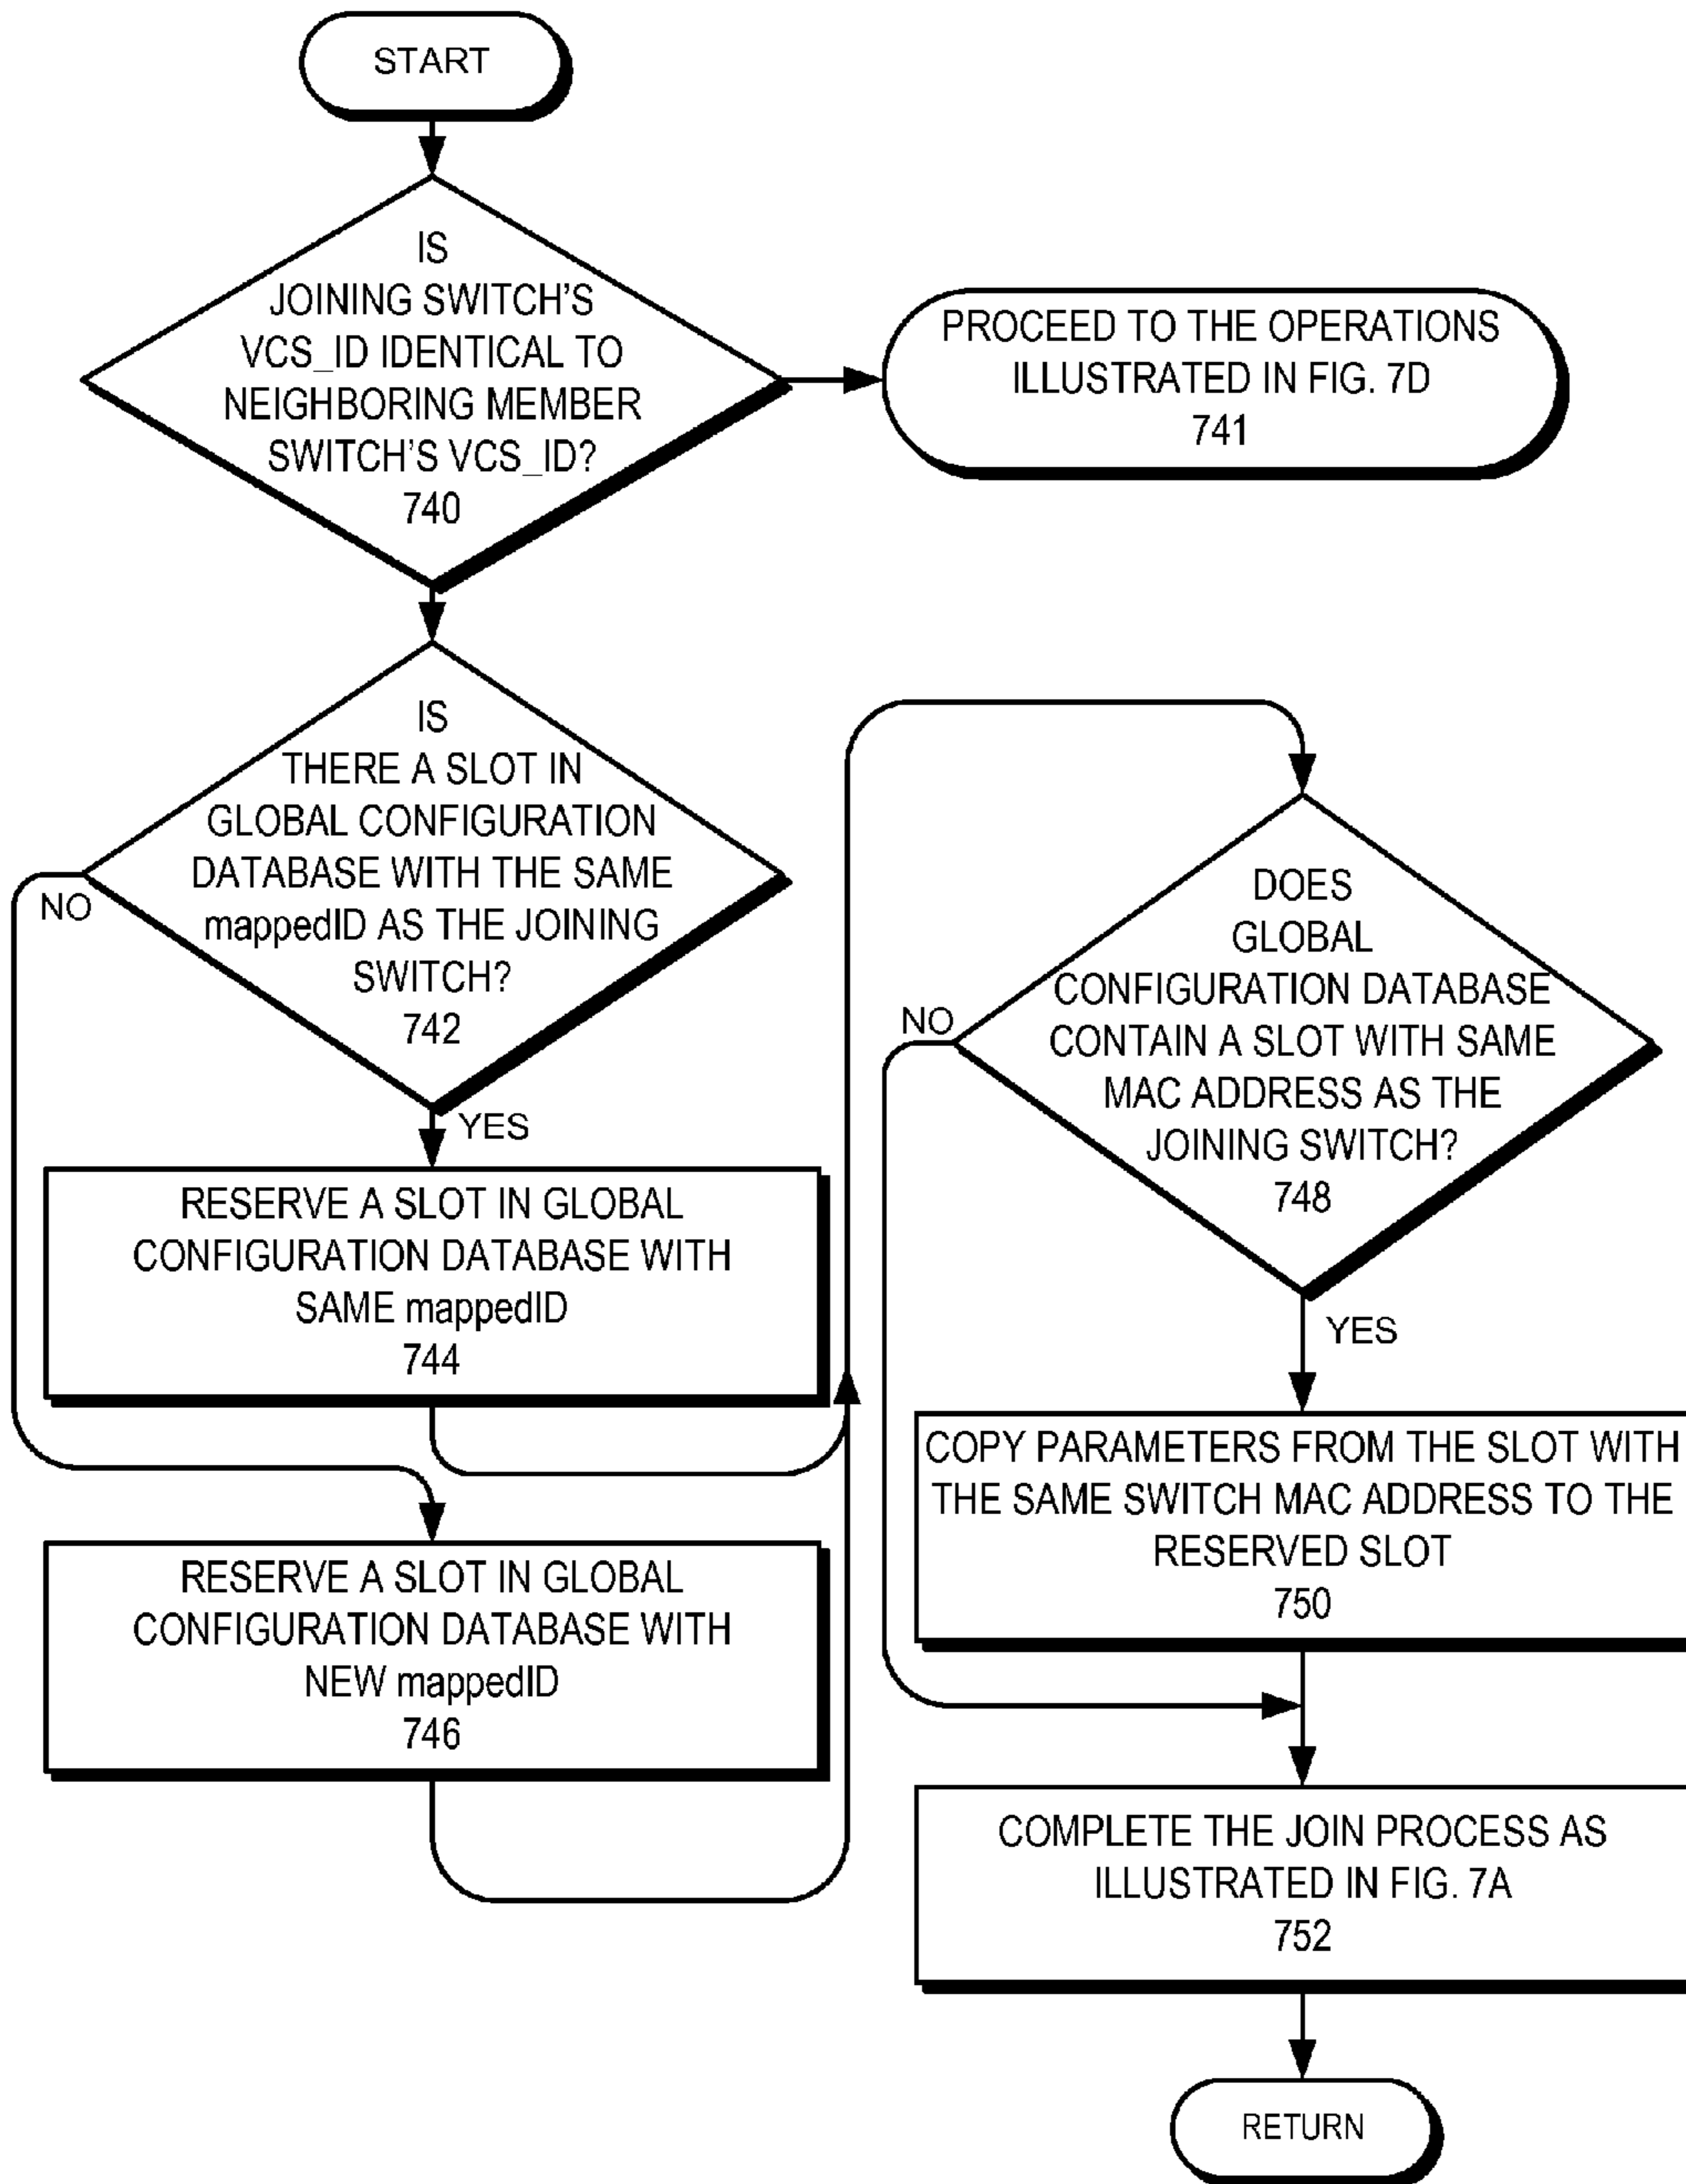 START
IS
JOINING SWITCH'S
VCS_ID IDENTICAL TO
NEIGHBORING MEMBER
SWITCH'S VCS_ID?
740
PROCEED TO THE OPERATIONS
ILLUSTRATED IN FIG. 7D
741
IS
THERE A SLOT IN
GLOBAL CONFIGURATION
DATABASE WITH THE SAME
mappedID AS THE JOINING
SWITCH?
742
NO
YES
RESERVE A SLOT IN GLOBAL
CONFIGURATION DATABASE WITH
SAME mappedID
744
RESERVE A SLOT IN GLOBAL
CONFIGURATION DATABASE WITH
NEW mappedID
746
DOES
GLOBAL
CONFIGURATION DATABASE
CONTAIN A SLOT WITH SAME
MAC ADDRESS AS THE
JOINING SWITCH?
748
NO
YES
COPY PARAMETERS FROM THE SLOT WITH
THE SAME SWITCH MAC ADDRESS TO THE
RESERVED SLOT
750
COMPLETE THE JOIN PROCESS AS
ILLUSTRATED IN FIG. 7A
752
RETURN